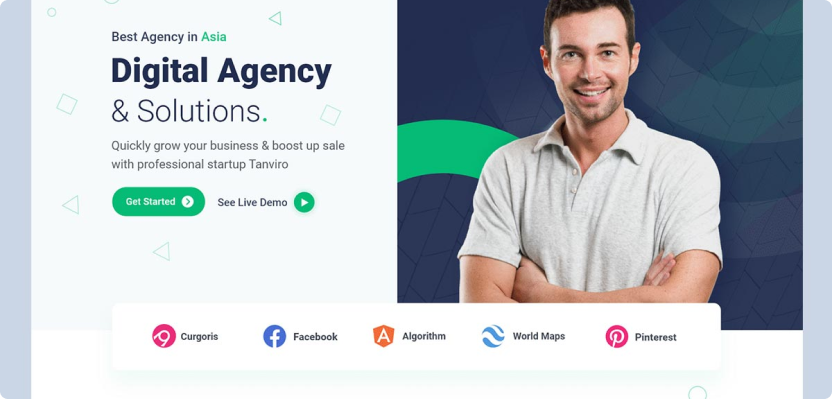 Best Agency in Asia
Digital Agency
& Solutions.
Quickly grow your business & boost up sale
with professional startup Tanviro
Get Started See Live Demo
Curgoris Facebook Algorithm World Maps Pinterest